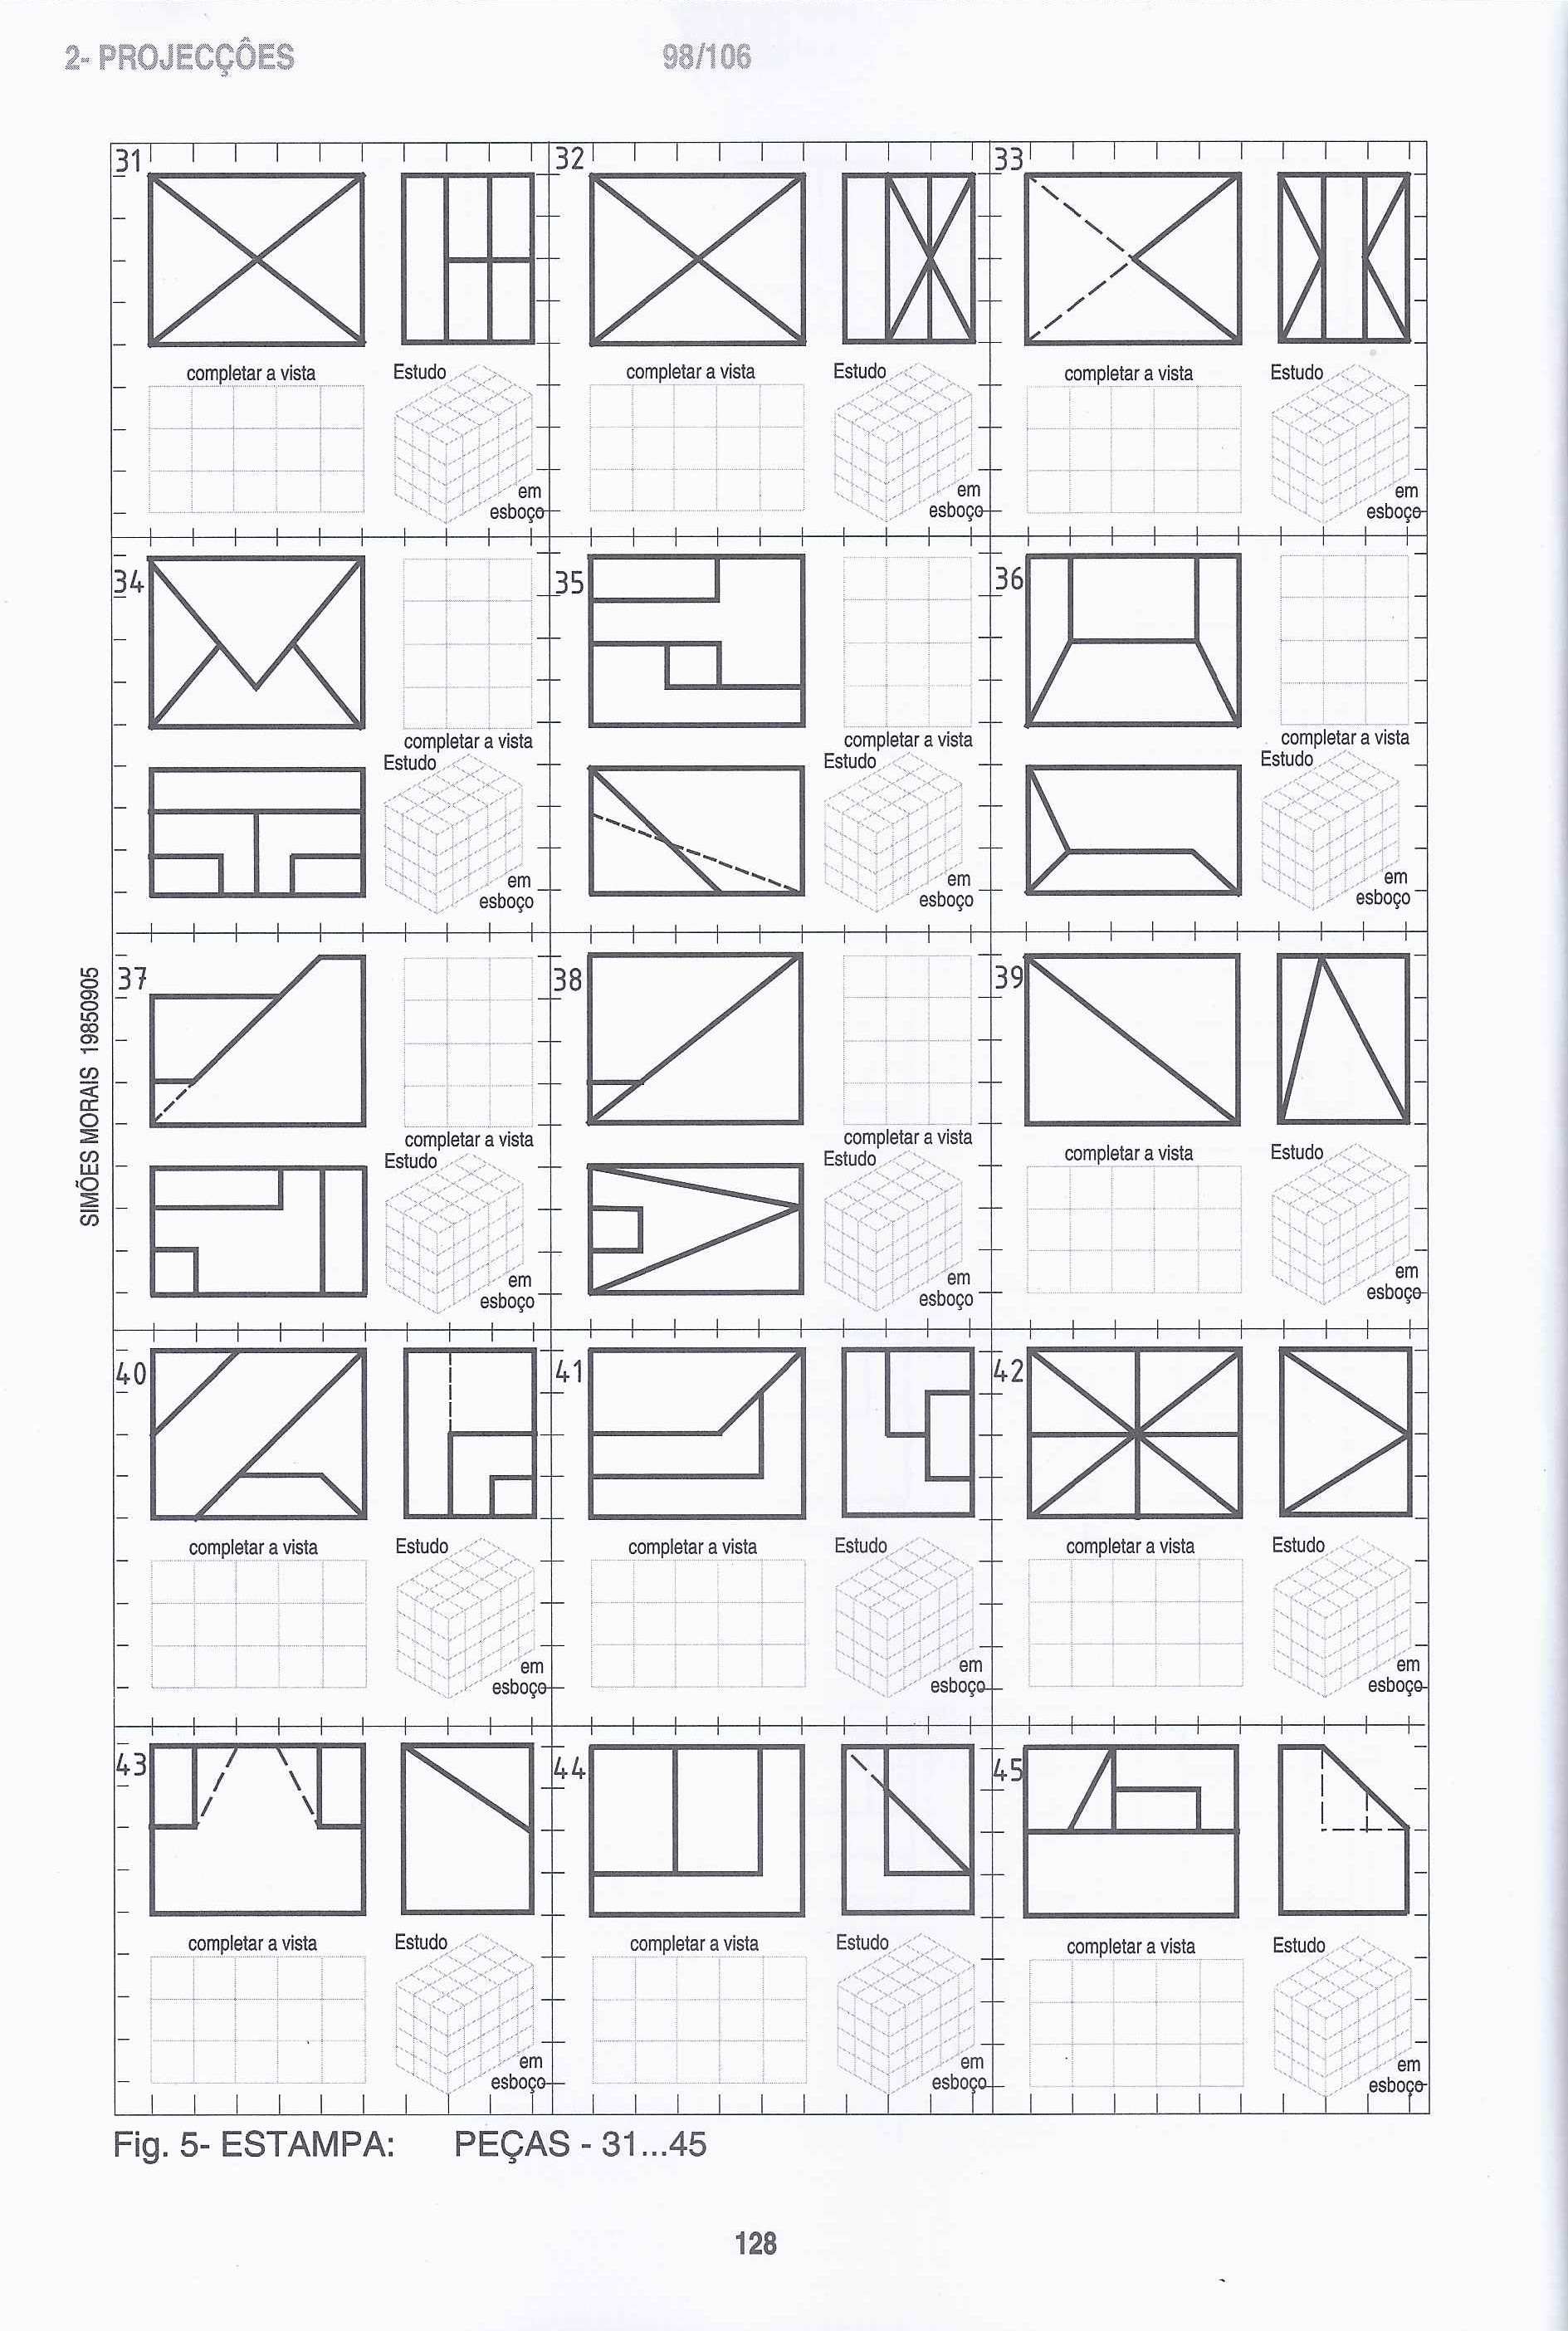 2- PROJECÇÔES
98/106
31
32
33
completar a vista
Estudo
em
esboço
completar a vista
Estudo
em
esboço
completar a vista
Estudo
em
esboço
34
35
36
completar a vista
Estudo
em
esboço
completar a vista
Estudo
em
esboço
completar a vista
Estudo
em
esboço
SIMÕES MORAIS 19850905
37
38
39
completar a vista
Estudo
em
esboço
completar a vista
Estudo
em
esboço
completar a vista
Estudo
em
esboço
40
41
42
completar a vista
Estudo
em
esboço
completar a vista
Estudo
em
esboço
completar a vista
Estudo
em
esboço
43
44
45
completar a vista
Estudo
em
esboço
completar a vista
Estudo
em
esboço
completar a vista
Estudo
em
esboço
Fig. 5- ESTAMPA: PEÇAS - 31...45
128